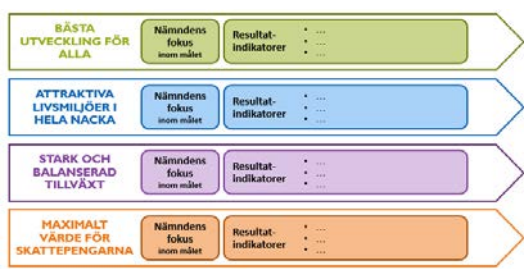 BÄSTA
UTVECKLING FÖR
ALLA
Nämndens
fokus
inom målet
Resultat-
indikatorer
• ...
• ...
• ...
ATTRAKTIVA
LIVSMILJÖER I
HELA NACKA
Nämndens
fokus
inom målet
Resultat-
indikatorer
• ...
• ...
• ...
STARK OCH
BALANSERAD
TILLVÄXT
Nämndens
fokus
inom målet
Resultat-
indikatorer
• ...
• ...
• ...
MAXIMALT
VÄRDE FÖR
SKATTEPENGARNA
Nämndens
fokus
inom målet
Resultat-
indikatorer
• ...
• ...
• ...